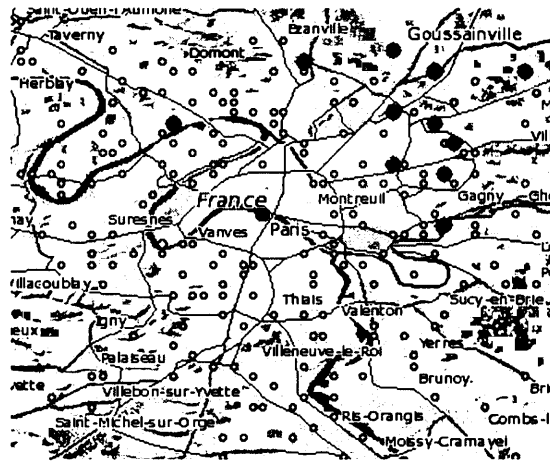 Saint-Ouen-l'Aumône
Taverny
Ezanville
Goussainville
Domont
Herblay
France
Montreuil
Gagny
Suresnes
Vanves
Paris
Villacoublay
Thiais
Sucy-en-Brie
Igny
Valenton
Palaiseau
Villeneuve-le-Roi
Yerres
Brunoy
Villebon-sur-Yvette
Ris-Orangis
Saint-Michel-sur-Orge
Moissy-Cramayel